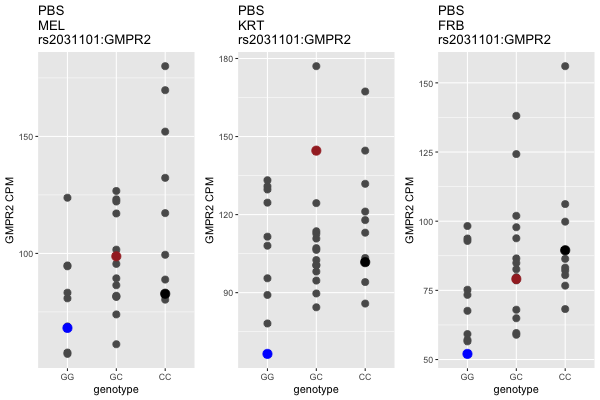 PBS
MEL
rs2031101:GMPR2
150
100
GMPR2 CPM
GG
GC
CC
genotype
PBS
KRT
rs2031101:GMPR2
180
150
120
90
GMPR2 CPM
GG
GC
CC
genotype
PBS
FRB
rs2031101:GMPR2
150
125
100
75
50
GMPR2 CPM
GG
GC
CC
genotype